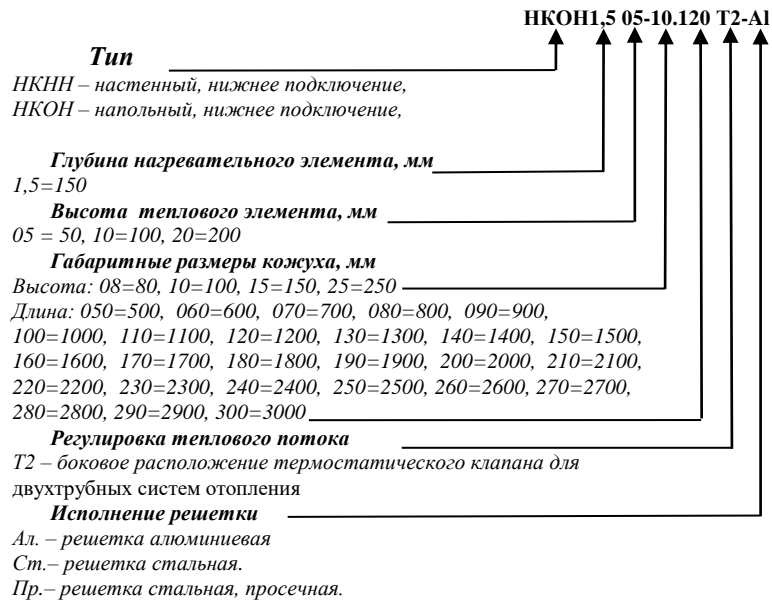 НКОН1,5 05-10.120 Т2-Al
Тип
НКНН – настенный, нижнее подключение,
НКОН – напольный, нижнее подключение,
Глубина нагревательного элемента, мм
1,5=150
Высота теплового элемента, мм
05 = 50, 10=100, 20=200
Габаритные размеры кожуха, мм
Высота: 08=80, 10=100, 15=150, 25=250
Длина: 050=500, 060=600, 070=700, 080=800, 090=900,
100=1000, 110=1100, 120=1200, 130=1300, 140=1400, 150=1500,
160=1600, 170=1700, 180=1800, 190=1900, 200=2000, 210=2100,
220=2200, 230=2300, 240=2400, 250=2500, 260=2600, 270=2700,
280=2800, 290=2900, 300=3000
Регулировка теплового потока
Т2 – боковое расположение термостатического клапана для
двухтрубных систем отопления
Исполнение решетки
Ал. – решетка алюминиевая
Ст.– решетка стальная.
Пр.– решетка стальная, просечная.